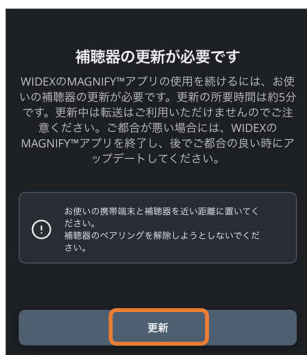 補聴器の更新が必要です
WIDEXのMAGNIFY™アプリの使用を続けるには、お使
いの補聴器の更新が必要です。更新の所要時間は約5分
です。更新中は転送はご利用いただけませんのでご注
意ください。ご都合が悪い場合には、WIDEXの
MAGNIFY™アプリを終了し、後でご都合の良い時にア
ップデートしてください。
お使いの携帯端末と補聴器を近い距離に置いてく
ださい。
補聴器のペアリングを解除しようとしないでくだ
さい。
更新